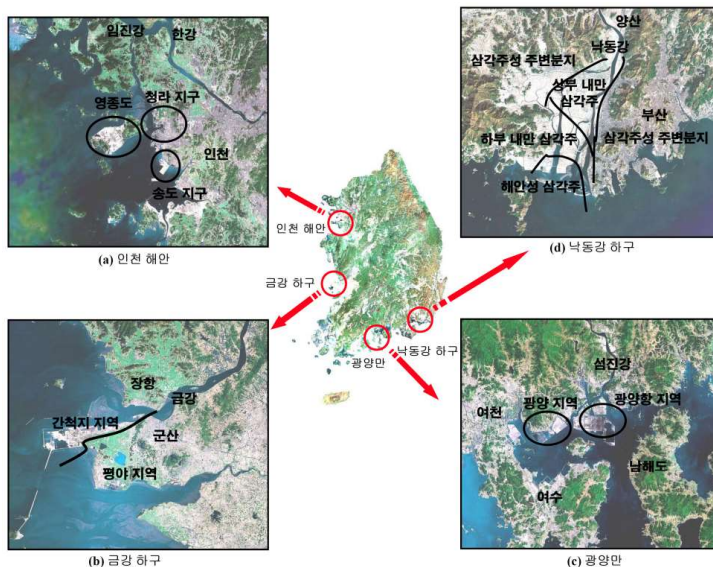 임진강
한강
영종도
청라 지구
인천
송도 지구
(a) 인천 해안
양산
낙동강
삼각주성 주변분지
상부 내만
삼각주
부산
하부 내만 삼각주
삼각주성 주변분지
해안성 삼각주
(d) 낙동강 하구
인천 해안
금강 하구
광양만
낙동강 하구
장항
금강
간척지 지역
군산
평야 지역
(b) 금강 하구
섬진강
여천
광양 지역
광양항 지역
남해도
여수
(c) 광양만